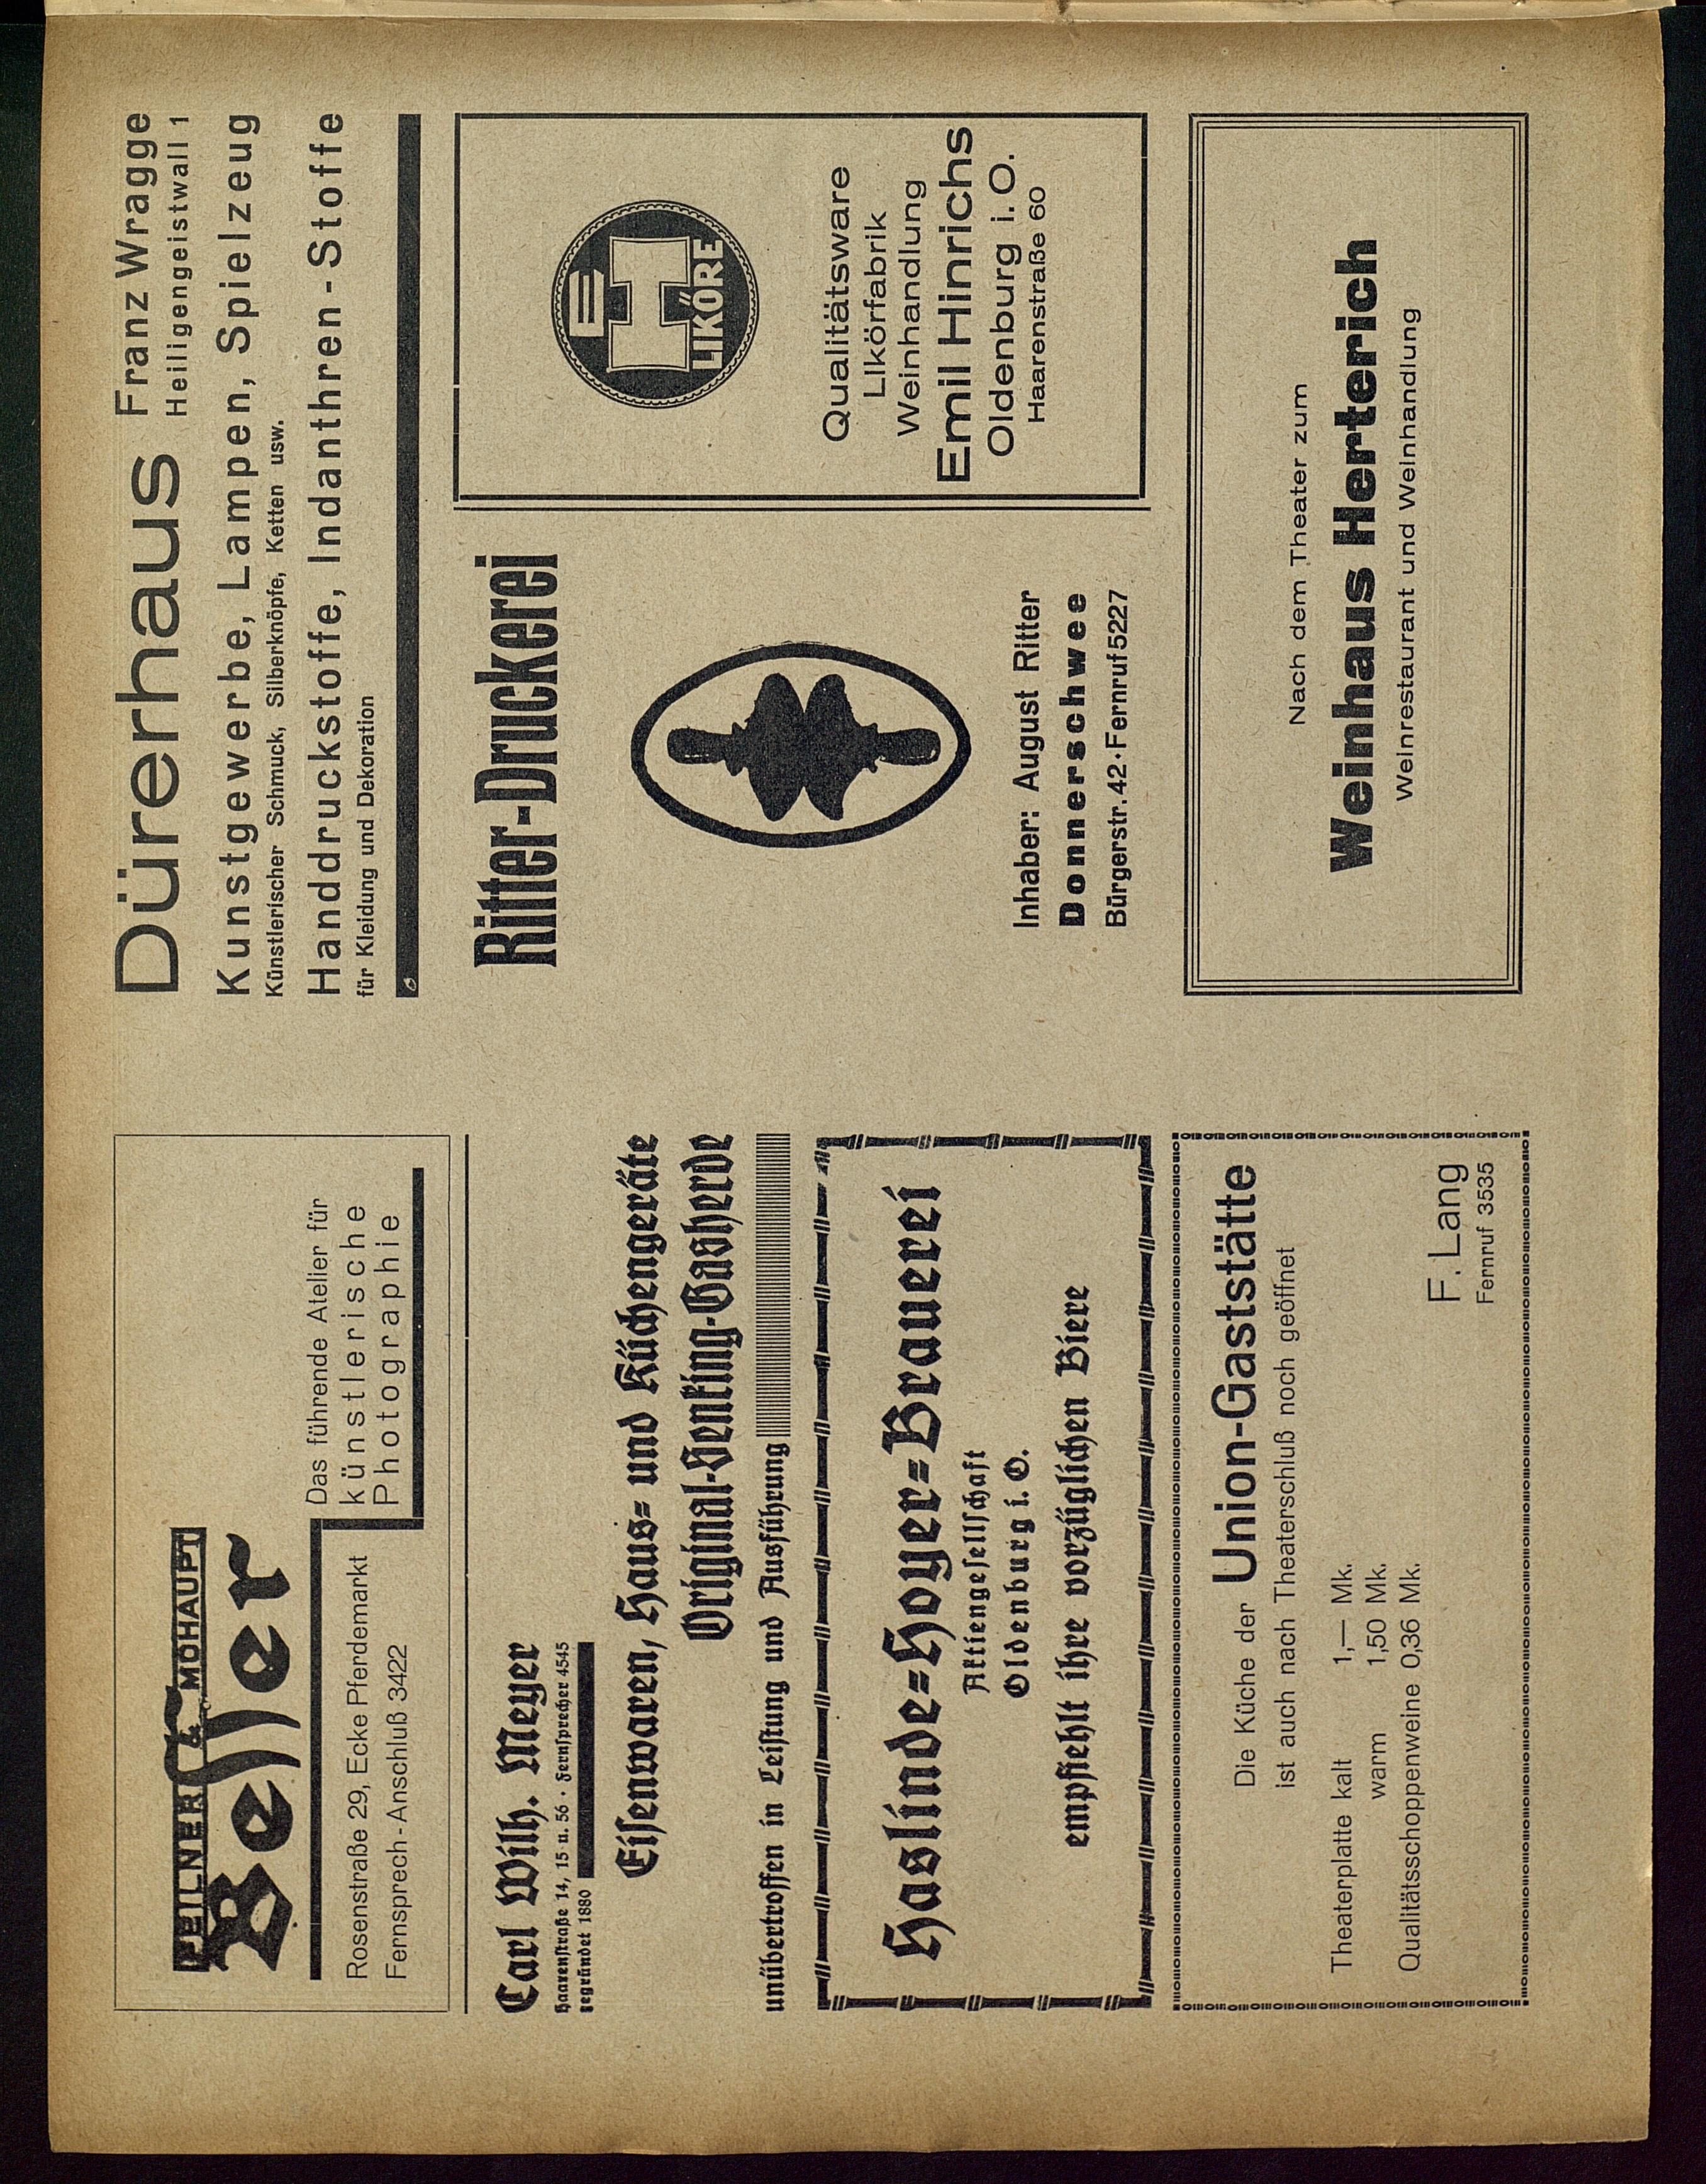 FEILNER & MOHAUPT
Beller
Das führende Atelier für
künstlerische
Photographie
Rosenstraße 29, Ecke Pferdemarkt
Fernsprech-Anschluß 3422
Carl Wilh. Meyer
Haarenstraße 14, 15 u. 56 · Fernsprecher 4545
gegründet 1880
Eisenwaren, Haus- und Küchengeräte
Original-Senking-Gasherde
unübertroffen in Leistung und Ausführung
Haslinde-Hoyer-Brauerei
Aktiengesellschaft
Oldenburg i. O.
empfiehlt ihre vorzüglichen Biere
Die Küche der Union-Gaststätte
ist auch nach Theaterschluß noch geöffnet
Theaterplatte kalt 1,— Mk.
warm 1,50 Mk.
Qualitätsschoppenweine 0,36 Mk.
F. Lang
Fernruf 3535
Dürerhaus Franz Wragge
Heiligengeistwall 1
Kunstgewerbe, Lampen, Spielzeug
Künstlerischer Schmuck, Silberknöpfe, Ketten usw.
Handdruckstoffe, Indanthren-Stoffe
für Kleidung und Dekoration
Ritter-Druckerei
Inhaber: August Ritter
Donnerschwee
Bürgerstr. 42 · Fernruf 5227
E
H
LIKÖRE
Qualitätsware
Likörfabrik
Weinhandlung
Emil Hinrichs
Oldenburg i. O.
Haarenstraße 60
Nach dem Theater zum
Weinhaus Herterich
Weinrestaurant und Weinhandlung